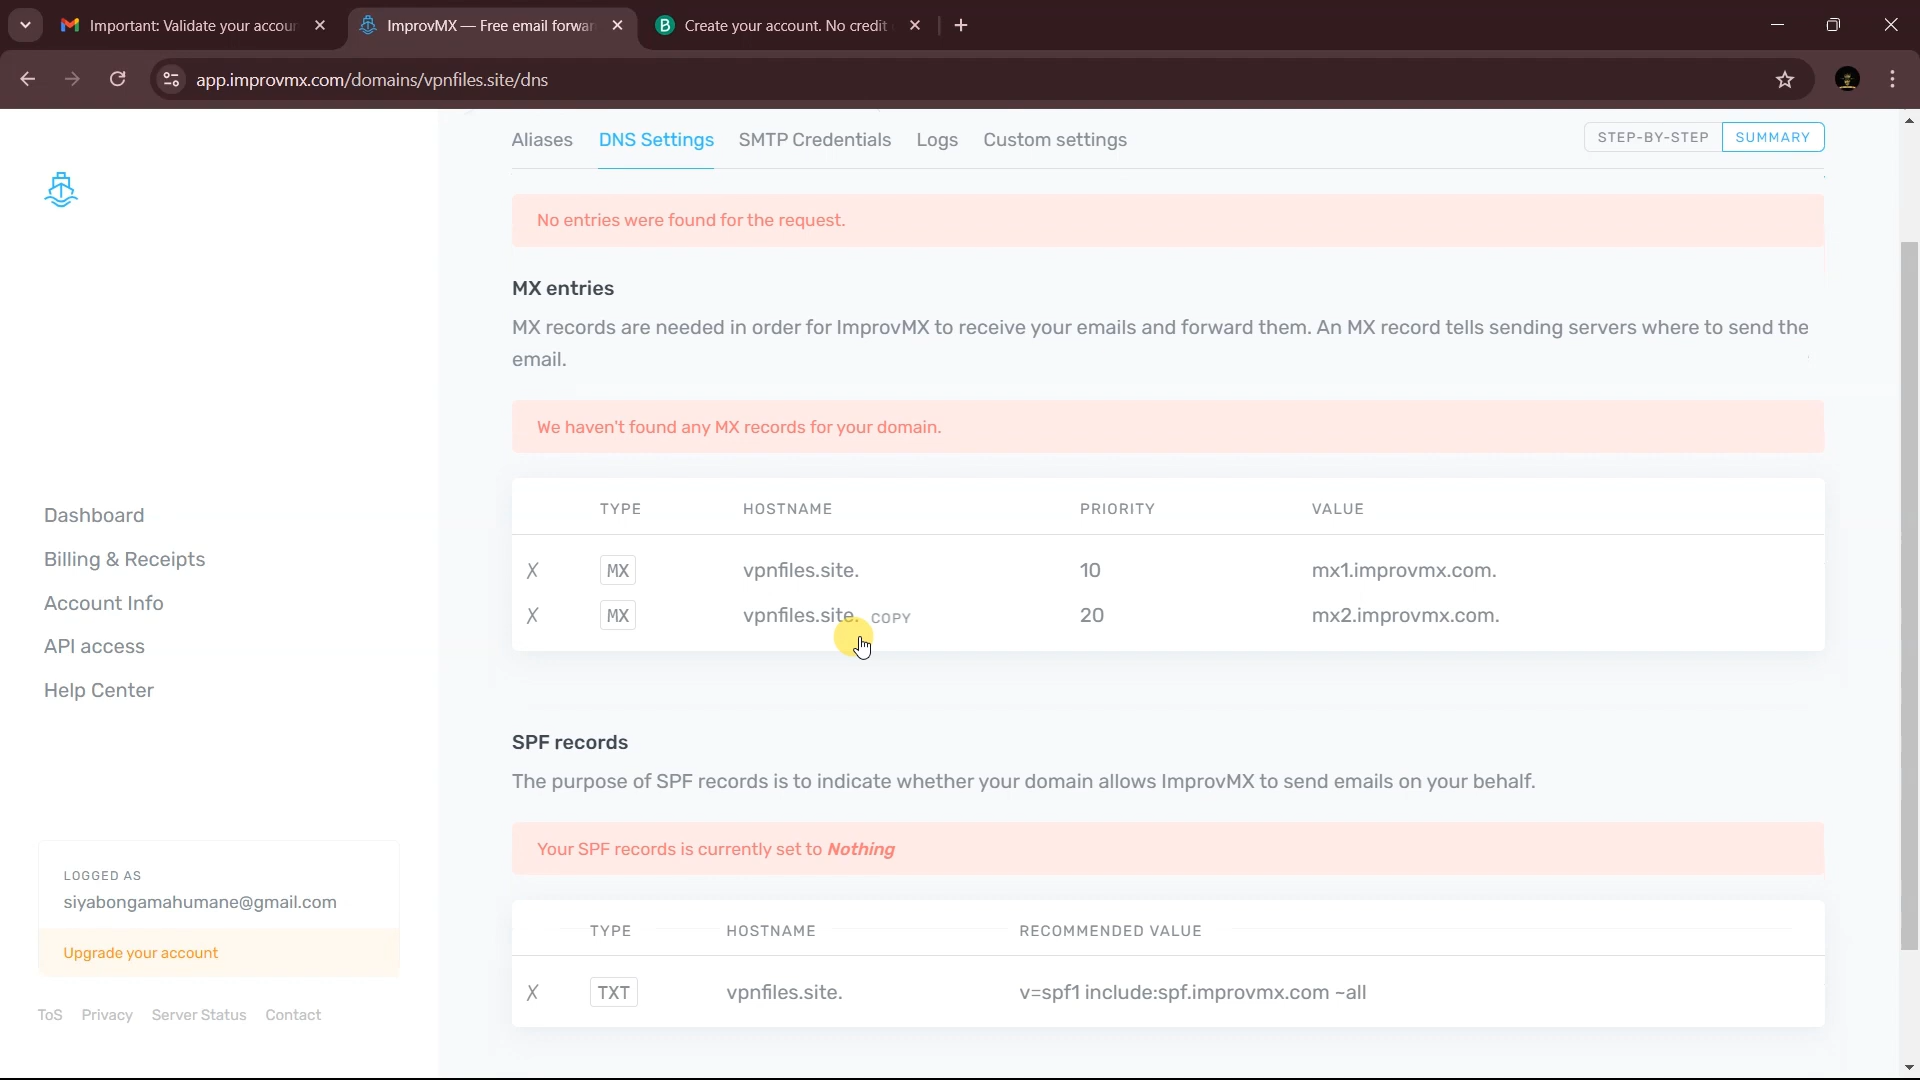 Important: Validate your accoun
ImprovMX — Free email forwar
Create your account. No credit
app.improvmx.com/domains/vpnfiles.site/dns
Aliases DNS Settings SMTP Credentials Logs Custom settings
STEP-BY-STEP SUMMARY
No entries were found for the request.
MX entries
MX records are needed in order for ImprovMX to receive your emails and forward them. An MX record tells sending servers where to send the
email.
We haven't found any MX records for your domain.
TYPE HOSTNAME PRIORITY VALUE
X MX vpnfiles.site. 10 mx1.improvmx.com.
X MX vpnfiles.site. COPY 20 mx2.improvmx.com.
SPF records
The purpose of SPF records is to indicate whether your domain allows ImprovMX to send emails on your behalf.
Your SPF records is currently set to Nothing
TYPE HOSTNAME RECOMMENDED VALUE
X TXT vpnfiles.site. v=spf1 include:spf.improvmx.com ~all
Dashboard
Billing & Receipts
Account Info
API access
Help Center
LOGGED AS
siyabongamahumane@gmail.com
Upgrade your account
ToS Privacy Server Status Contact